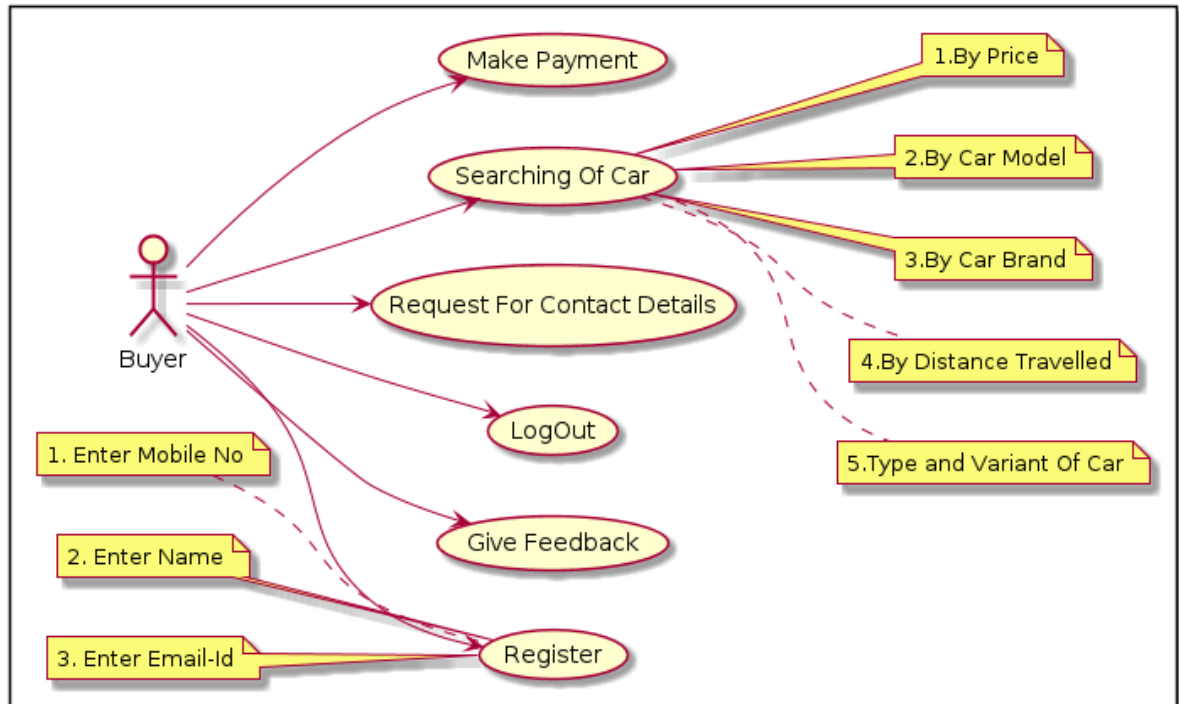 Make Payment
1.By Price
Searching Of Car
2.By Car Model
3.By Car Brand
Request For Contact Details
Buyer
4.By Distance Travelled
LogOut
1. Enter Mobile No
5.Type and Variant Of Car
Give Feedback
2. Enter Name
3. Enter Email-Id
Register